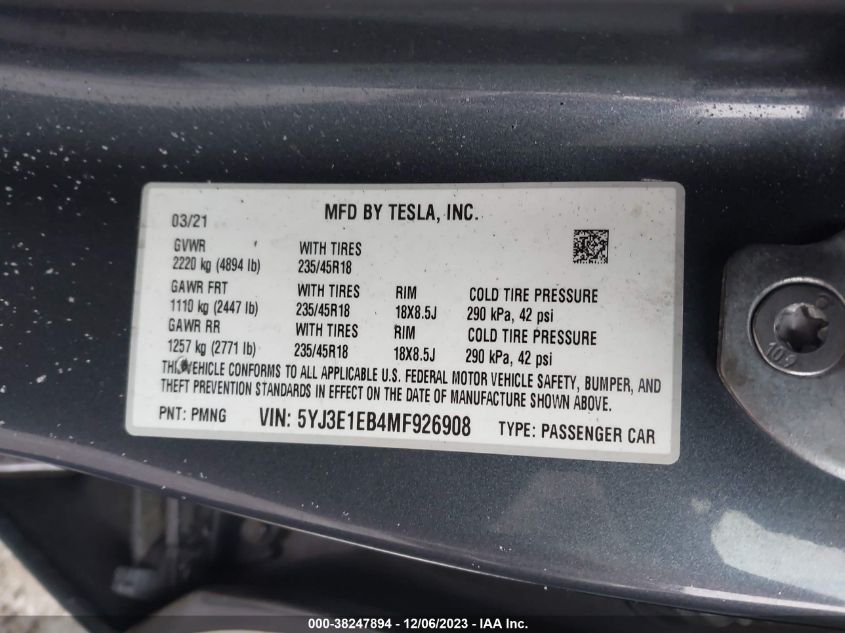 03/21 MFD BY TESLA, INC.
GVWR WITH TIRES
2220 kg (4894 lb) 235/45R18
GAWR FRT WITH TIRES RIM COLD TIRE PRESSURE
1110 kg (2447 lb) 235/45R18 18X8.5J 290 kPa, 42 psi
GAWR RR WITH TIRES RIM COLD TIRE PRESSURE
1257 kg (2771 lb) 235/45R18 18X8.5J 290 kPa, 42 psi
THIS VEHICLE CONFORMS TO ALL APPLICABLE U.S. FEDERAL MOTOR VEHICLE SAFETY, BUMPER, AND
THEFT PREVENTION STANDARDS IN EFFECT ON THE DATE OF MANUFACTURE SHOWN ABOVE.
PNT: PMNG VIN: 5YJ3E1EB4MF926908 TYPE: PASSENGER CAR
10.9
000-38247894 - 12/06/2023 - IAA Inc.